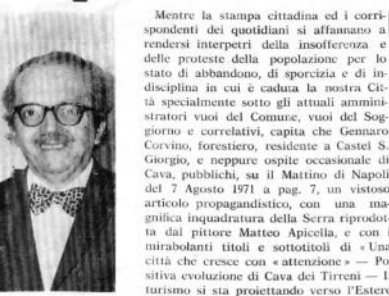 Mentre la stampa cittadina ed i corri-
spondenti dei quotidiani si affannano a
rendersi interpreti della insofferenza e
delle proteste della popolazione per lo
stato di abbandono, di sporcizia e di in-
disciplina in cui è caduta la nostra Cit-
tà specialmente sotto gli attuali ammini-
stratori vuoi del Comune, vuoi del Sog-
giorno e correlativi, capita che Gennaro
Corvino, forestiero, residente a Castel S.
Giorgio, e neppure ospite occasionale di
Cava, pubblichi, su il Mattino di Napoli
del 7 Agosto 1971 a pag. 7, un vistoso
articolo propagandistico, con una ma-
gnifica inquadratura della Serra riprodot-
ta dal pittore Matteo Apicella, e con i
mirabolanti titoli e sottotitoli di « Una
città che cresce con « attenzione » — Po
sitiva evoluzione di Cava dei Tirreni — I
turismo si sta proiettando verso l'Estero